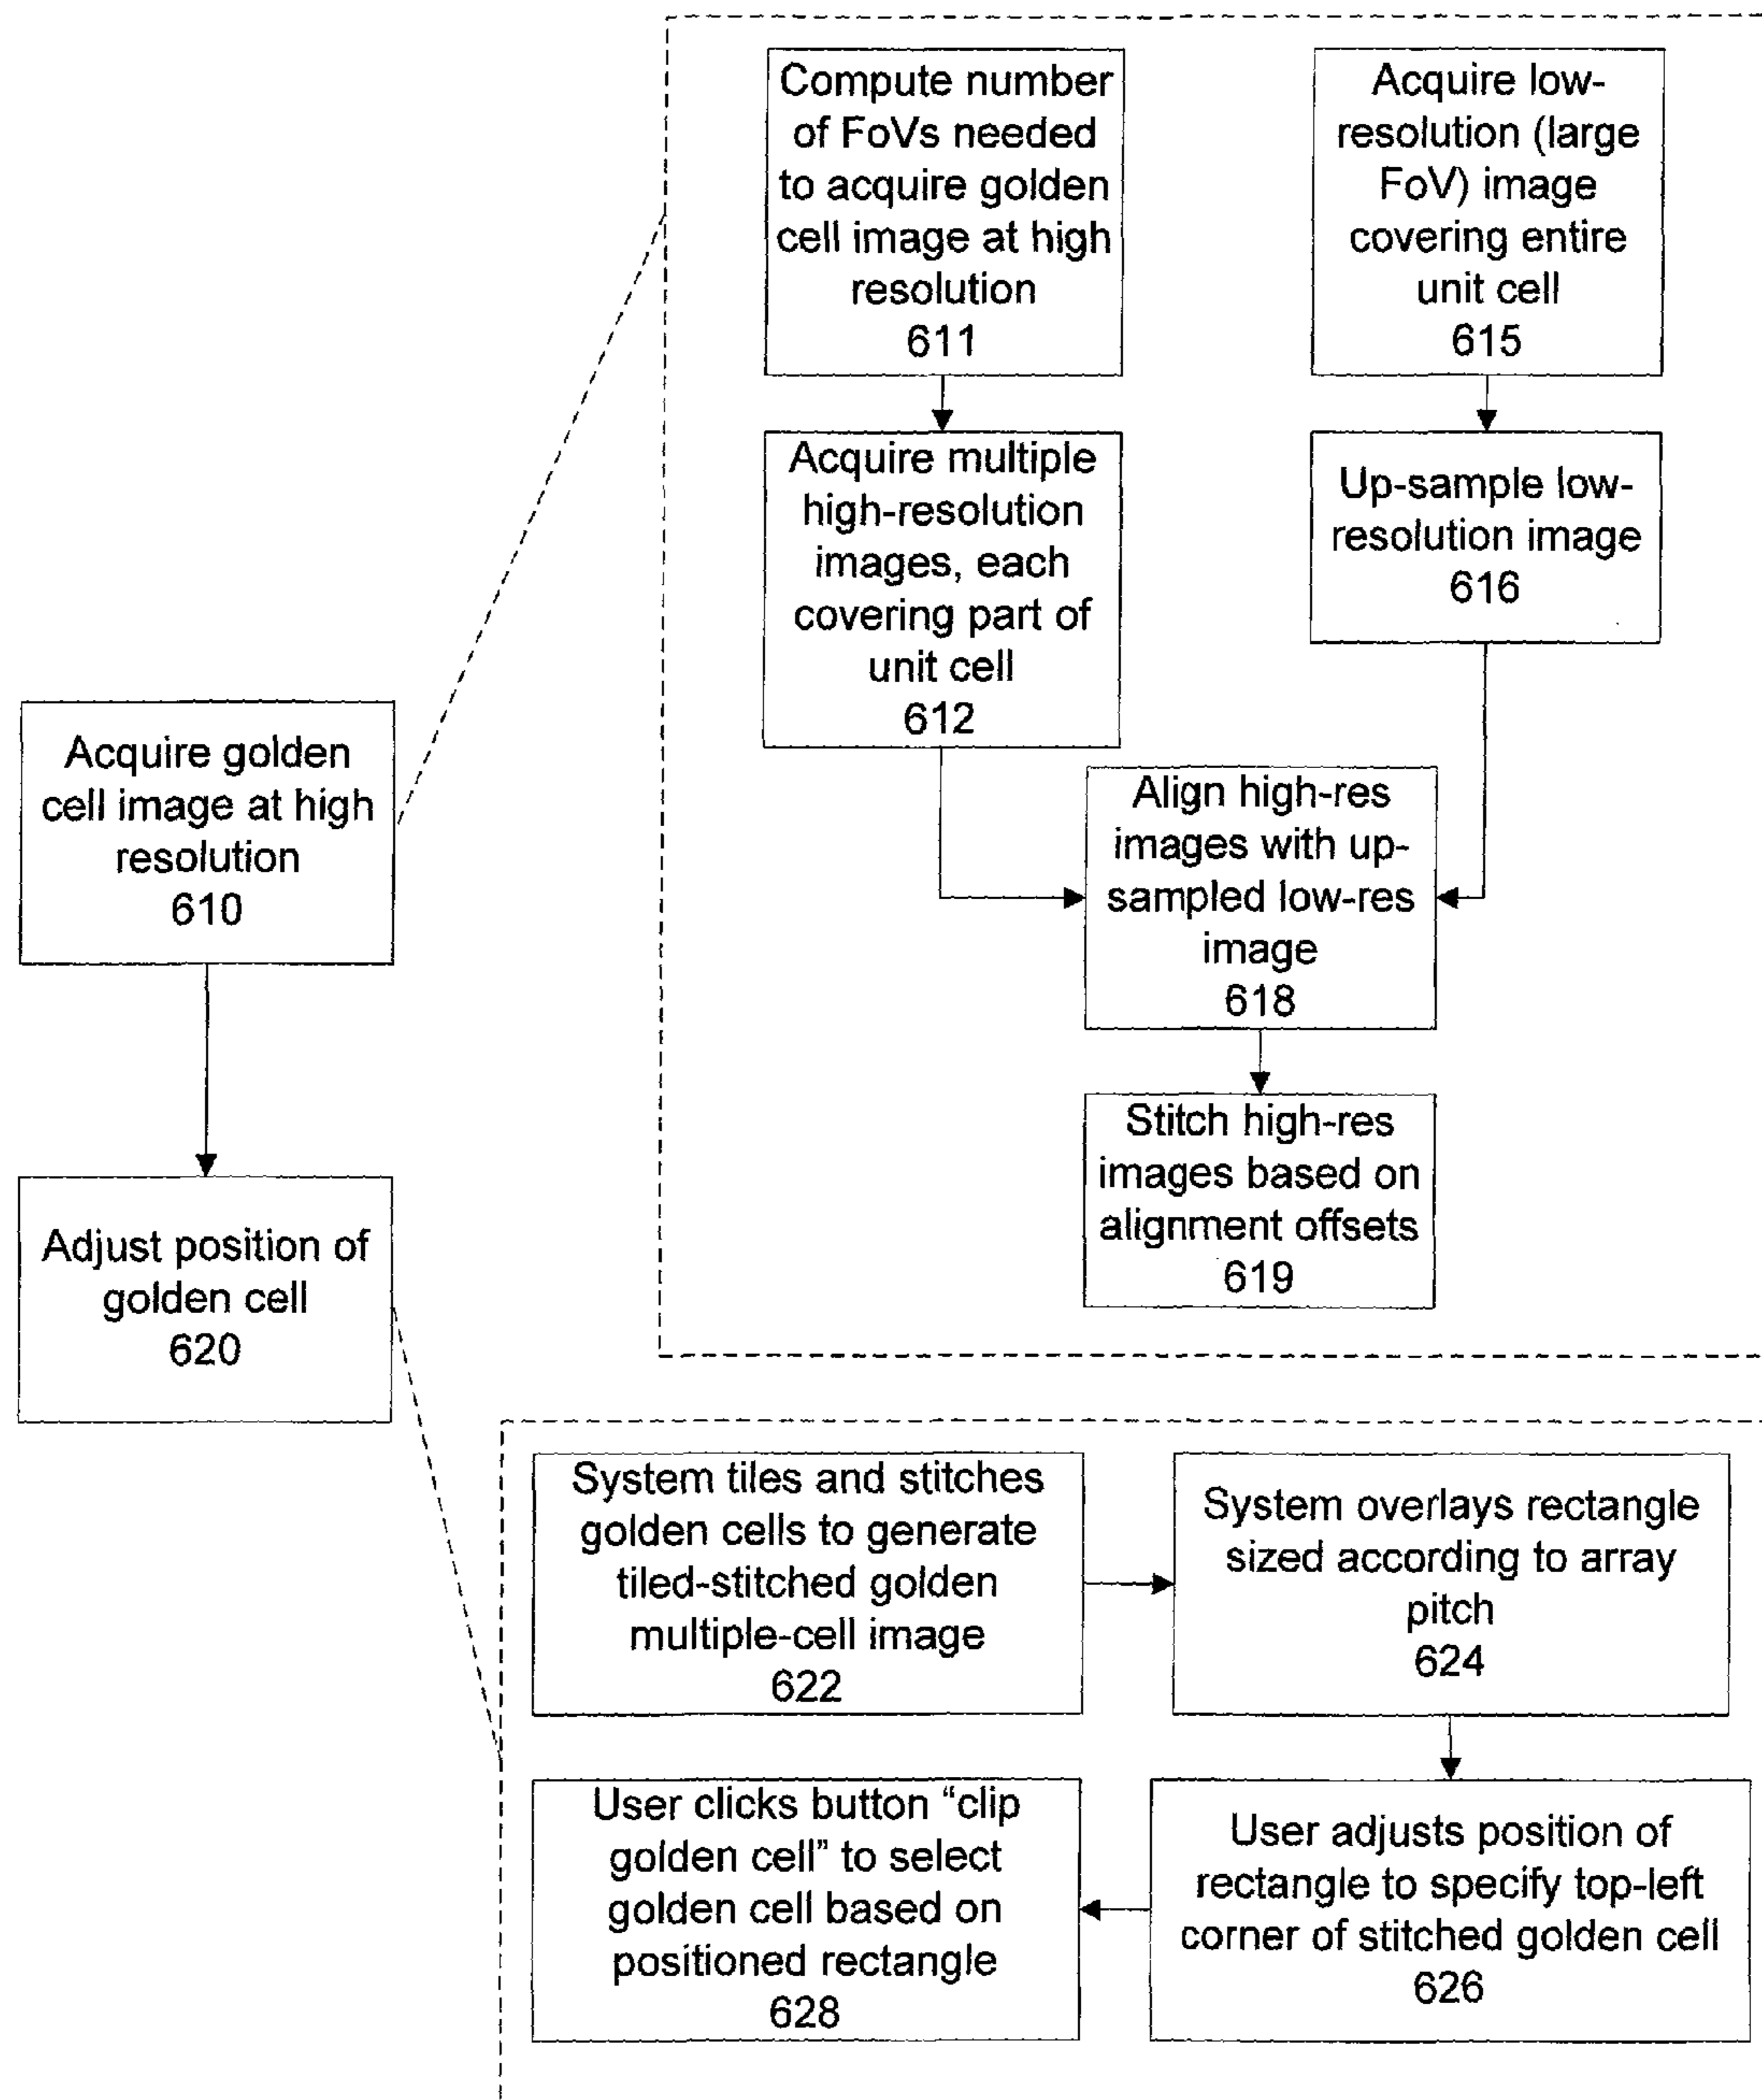 Compute number
of FoVs needed
to acquire golden
cell image at high
resolution
611
Acquire low-
resolution (large
FoV) image
covering entire
unit cell
615
Acquire multiple
high-resolution
images, each
covering part of
unit cell
612
Up-sample low-
resolution image
616
Acquire golden
cell image at high
resolution
610
Align high-res
images with up-
sampled low-res
image
618
Stitch high-res
images based on
alignment offsets
619
Adjust position of
golden cell
620
System tiles and stitches
golden cells to generate
tiled-stitched golden
multiple-cell image
622
System overlays rectangle
sized according to array
pitch
624
User adjusts position of
rectangle to specify top-left
corner of stitched golden cell
626
User clicks button “clip
golden cell” to select
golden cell based on
positioned rectangle
628